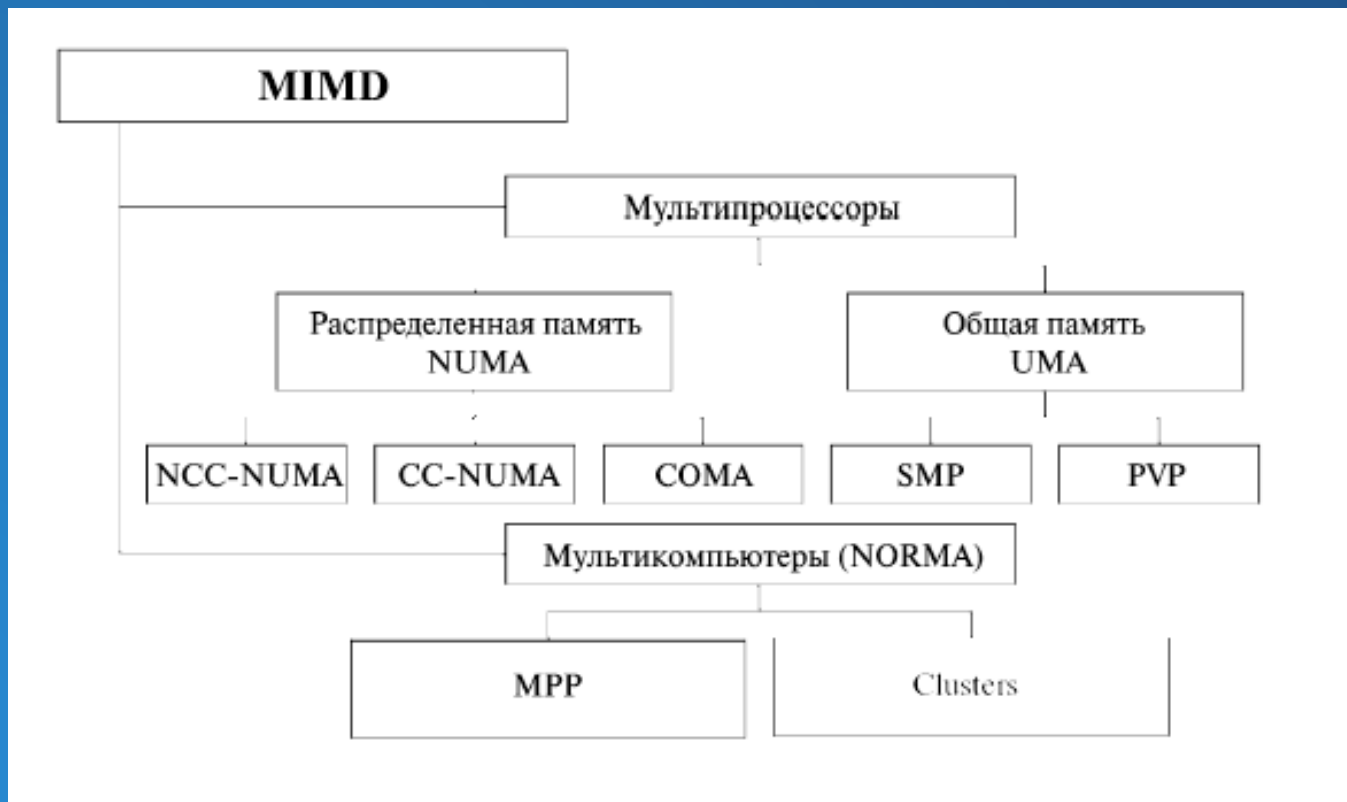 MIMD
Мультипроцессоры
Распределенная память
NUMA
Общая память
UMA
NCC-NUMA
CC-NUMA
COMA
SMP
PVP
Мультикомпьютеры (NORMA)
MPP
Clusters